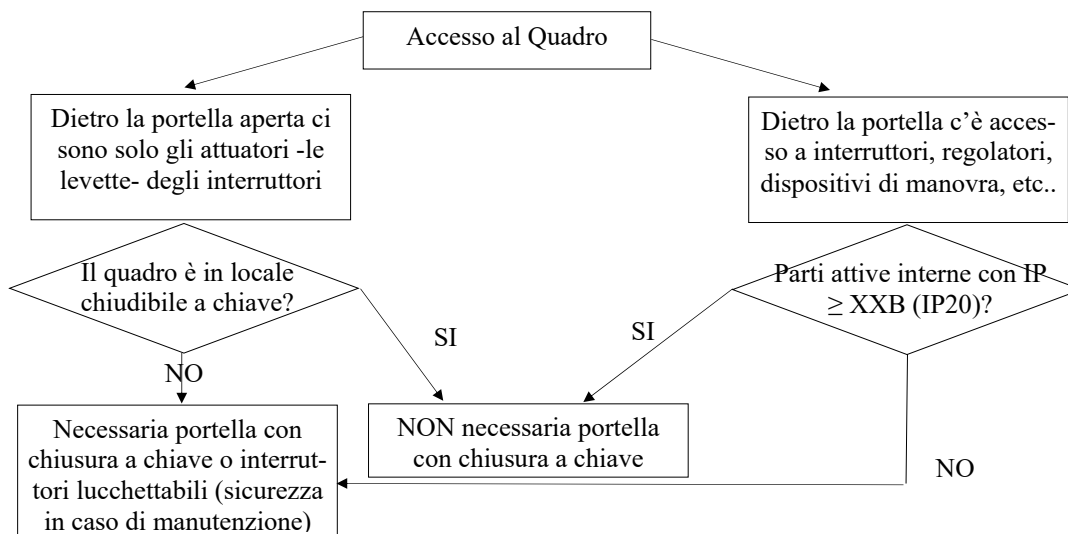 Accesso al Quadro
Dietro la portella aperta ci
sono solo gli attuatori -le
levette- degli interruttori
Dietro la portella c’è acces-
so a interruttori, regolatori,
dispositivi di manovra, etc..
Il quadro è in locale
chiudibile a chiave?
Parti attive interne con IP
≥ XXB (IP20)?
SI
SI
NO
Necessaria portella con
chiusura a chiave o interrut-
tori lucchettabili (sicurezza
in caso di manutenzione)
NON necessaria portella
con chiusura a chiave
NO